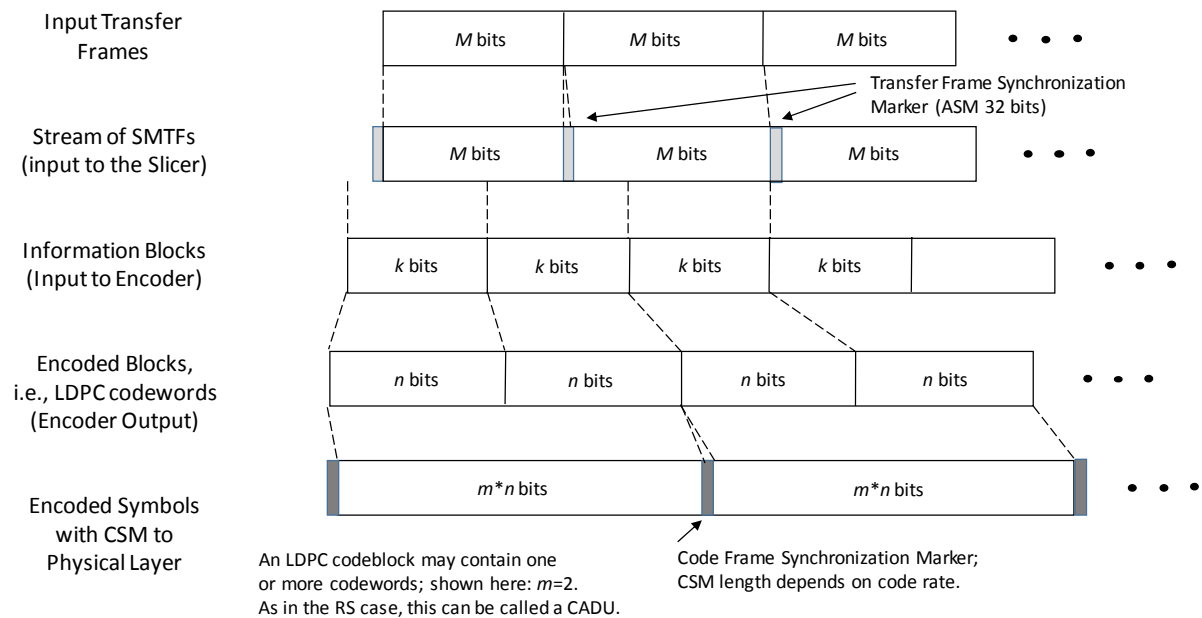 Input Transfer
Frames
M bits
M bits
M bits
Transfer Frame Synchronization
Marker (ASM 32 bits)
Stream of SMTFs
(input to the Slicer)
M bits
M bits
M bits
Information Blocks
(Input to Encoder)
k bits
k bits
k bits
k bits
Encoded Blocks,
i.e., LDPC codewords
(Encoder Output)
n bits
n bits
n bits
n bits
Encoded Symbols
with CSM to
Physical Layer
m*n bits
m*n bits
An LDPC codeblock may contain one
or more codewords; shown here: m=2.
As in the RS case, this can be called a CADU.
Code Frame Synchronization Marker;
CSM length depends on code rate.